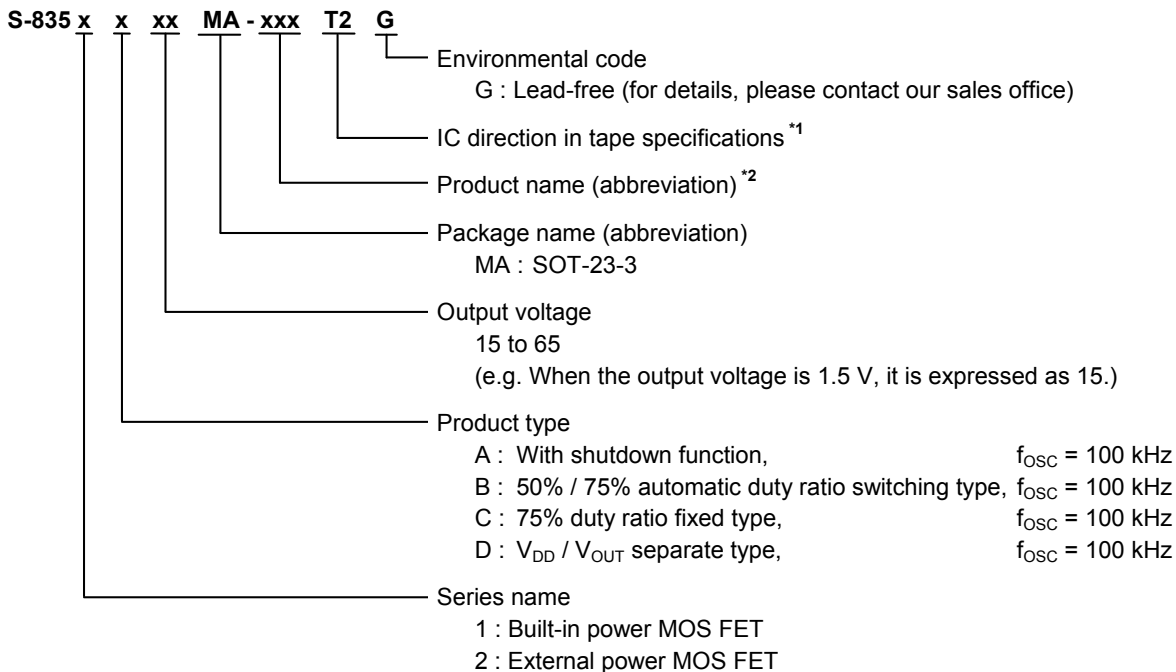 S-835 x x xx MA - xxx T2 G
Environmental code
G : Lead-free (for details, please contact our sales office)
IC direction in tape specifications *1
Product name (abbreviation) *2
Package name (abbreviation)
MA : SOT-23-3
Output voltage
15 to 65
(e.g. When the output voltage is 1.5 V, it is expressed as 15.)
Product type
A : With shutdown function, fOSC = 100 kHz
B : 50% / 75% automatic duty ratio switching type, fOSC = 100 kHz
C : 75% duty ratio fixed type, fOSC = 100 kHz
D : VDD / VOUT separate type, fOSC = 100 kHz
Series name
1 : Built-in power MOS FET
2 : External power MOS FET